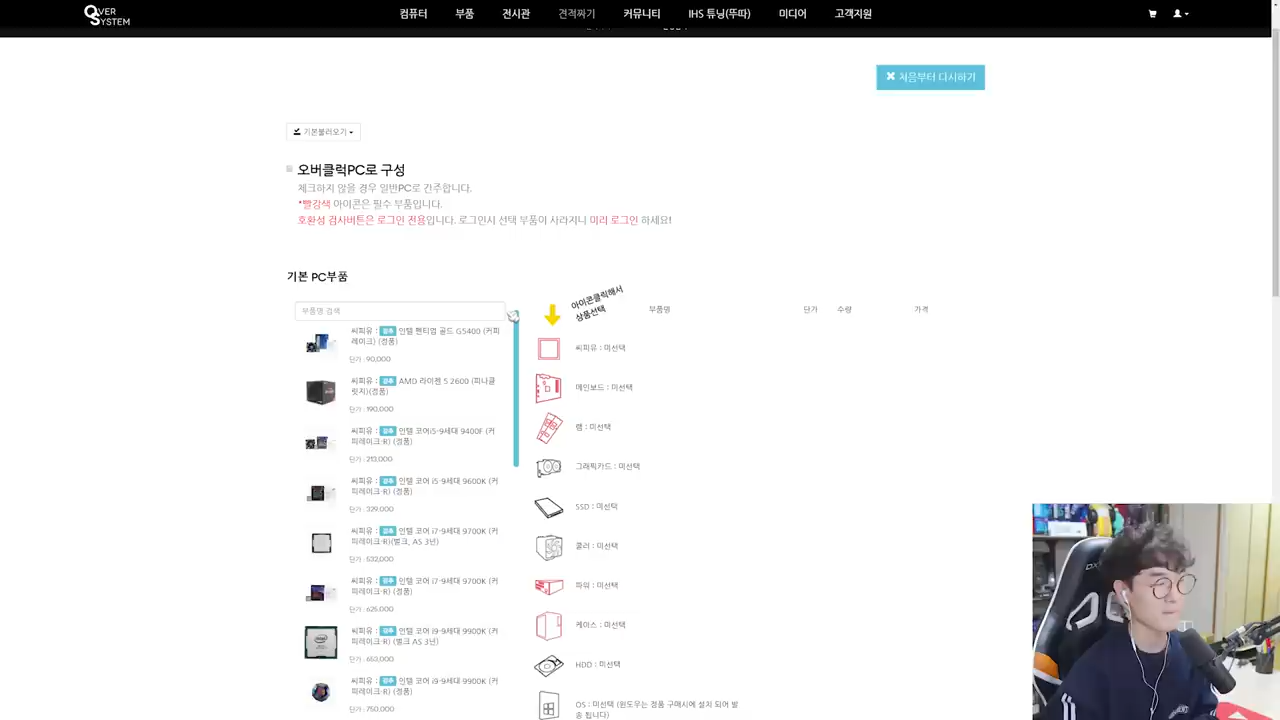 OVER
SYSTEM
컴퓨터
부품
전시관
견적짜기
커뮤니티
IHS 튜닝(뚜따)
미디어
고객지원
처음부터 다시하기
기본불러오기
오버클럭PC로 구성
체크하지 않을 경우 일반PC로 간주합니다.
*빨강색 아이콘은 필수 부품입니다.
호환성 검사버튼은 로그인 전용입니다. 로그인시 선택 부품이 사라지니 미리 로그인 하세요!
기본 PC부품
부품명 검색
아이콘클릭해서
상품선택
부품명
단가
수량
가격
씨피유 : 강추 인텔 펜티엄 골드 G5400 (커피
레이크) (정품)
단가 : 90,000
씨피유 : 강추 AMD 라이젠 5 2600 (피나클
릿지)(정품)
단가 : 190,000
씨피유 : 강추 인텔 코어i5-9세대 9400F (커
피레이크-R) (정품)
단가 : 213,000
씨피유 : 강추 인텔 코어 i5-9세대 9600K (커
피레이크-R) (정품)
단가 : 329,000
씨피유 : 강추 인텔 코어 i7-9세대 9700K (커
피레이크-R)(벌크, AS 3년)
단가 : 532,000
씨피유 : 강추 인텔 코어 i7-9세대 9700K (커
피레이크-R) (정품)
단가 : 625,000
씨피유 : 강추 인텔 코어 i9-9세대 9900K (커
피레이크-R) (벌크 AS 3년)
단가 : 653,000
씨피유 : 강추 인텔 코어 i9-9세대 9900K (커
피레이크-R) (정품)
단가 : 750,000
씨피유 : 미선택
메인보드 : 미선택
램 : 미선택
그래픽카드 : 미선택
SSD : 미선택
쿨러 : 미선택
파워 : 미선택
케이스 : 미선택
HDD : 미선택
OS : 미선택 (윈도우는 정품 구매시에 설치 되어 발
송 됩니다)